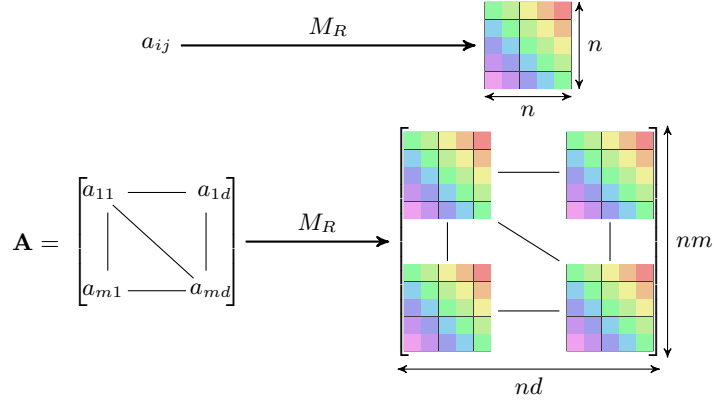 a_{ij} M_R n
n
A = [a_{11} a_{1d}
a_{m1} a_{md}] M_R nm
nd